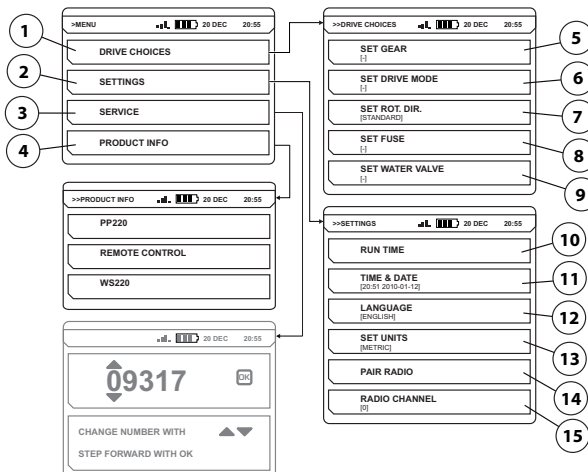 >MENU 20 DEC 20:55
1 DRIVE CHOICES
2 SETTINGS
3 SERVICE
4 PRODUCT INFO
>>PRODUCT INFO 20 DEC 20:55
PP220
REMOTE CONTROL
WS220
20 DEC 20:55
09317 OK
CHANGE NUMBER WITH
STEP FORWARD WITH OK
>>DRIVE CHOICES 20 DEC 20:55
SET GEAR 5
[-]
SET DRIVE MODE 6
[-]
SET ROT. DIR. 7
[STANDARD]
SET FUSE 8
[-]
SET WATER VALVE 9
[-]
>>SETTINGS 20 DEC 20:55
RUN TIME 10
TIME & DATE 11
[20:51 2010-01-12]
LANGUAGE 12
[ENGLISH]
SET UNITS 13
[METRIC]
PAIR RADIO 14
RADIO CHANNEL 15
[0]